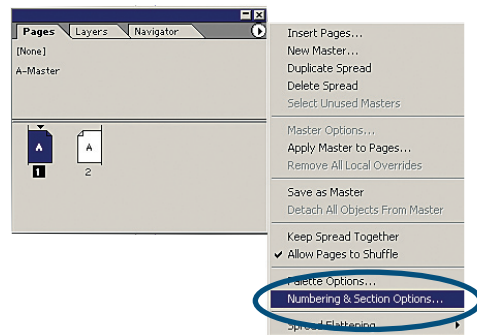 Pages Layers Navigator
[None]
A-Master
A A
1 2
Insert Pages...
New Master...
Duplicate Spread
Delete Spread
Select Unused Masters
Master Options...
Apply Master to Pages...
Remove All Local Overrides
Save as Master
Detach All Objects From Master
Keep Spread Together
Allow Pages to Shuffle
Palette Options...
Numbering & Section Options...
Spread Flattening